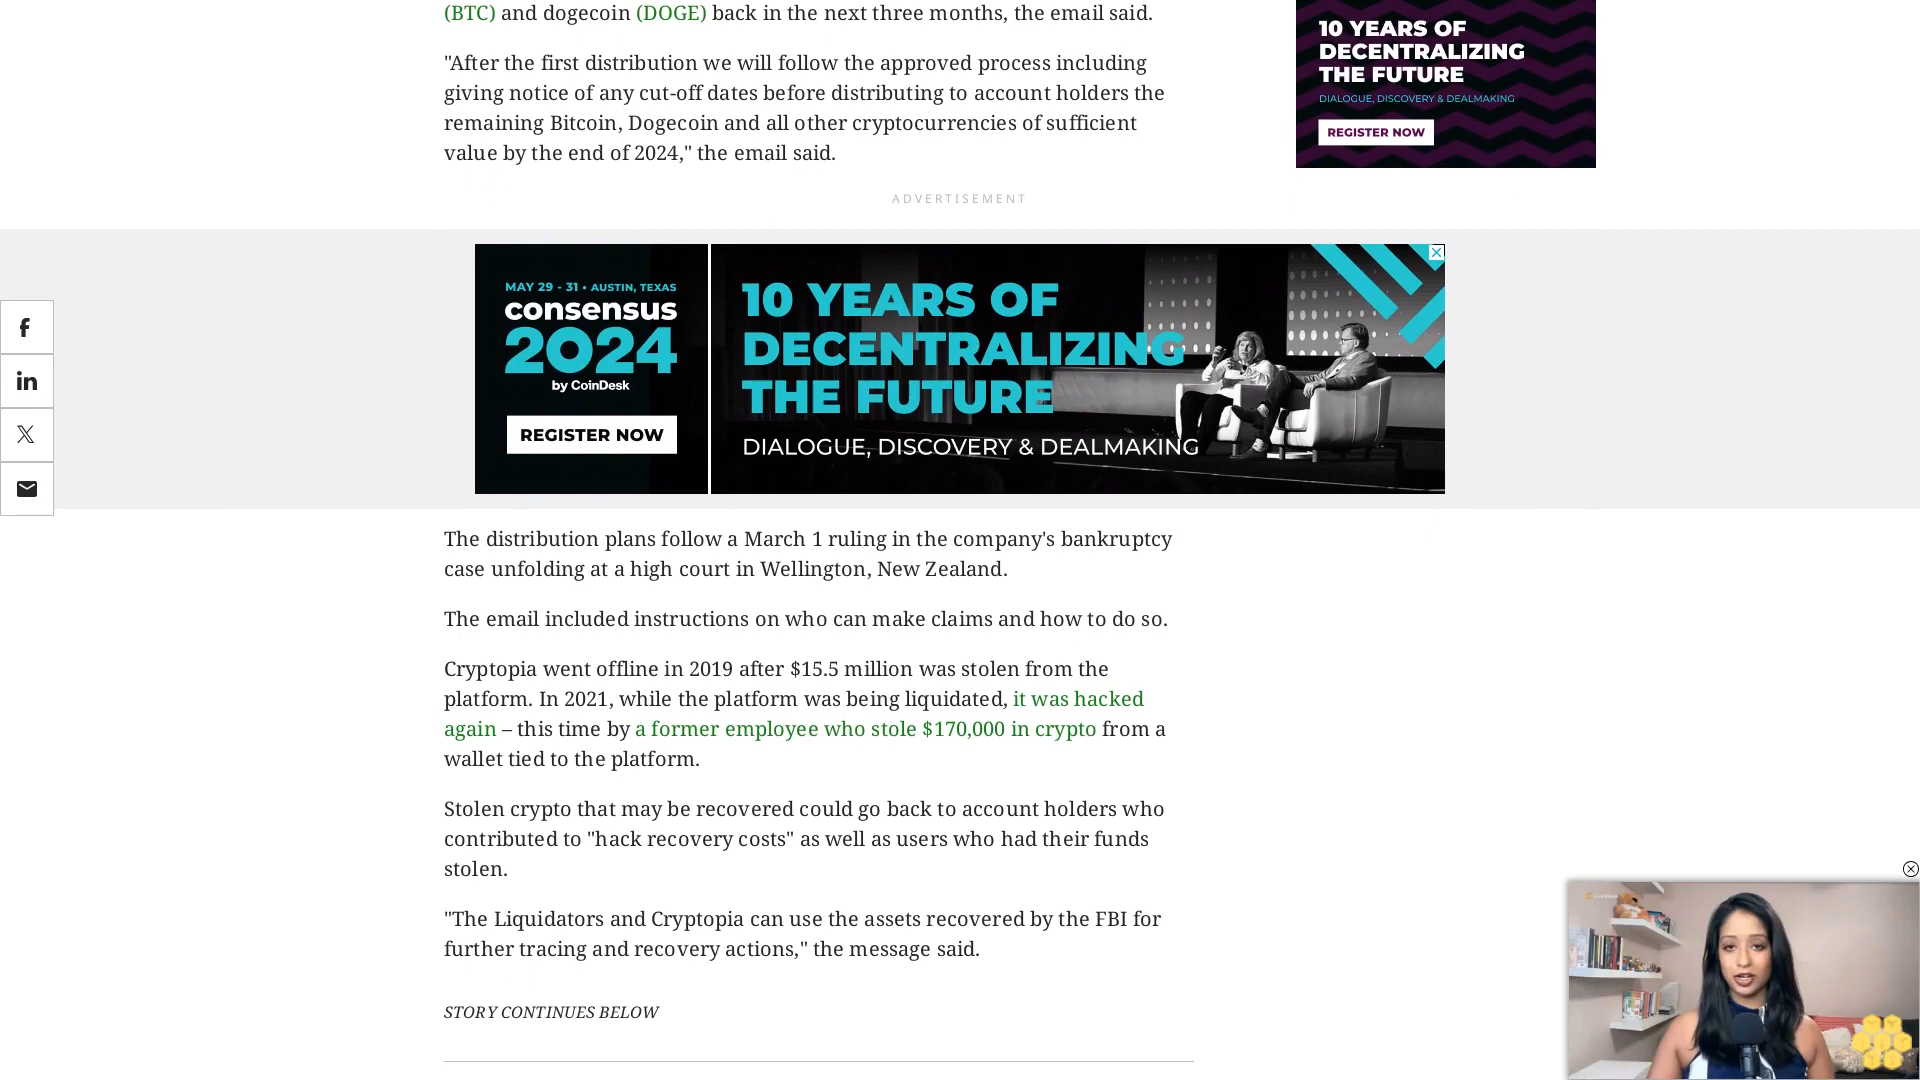 (BTC) and dogecoin (DOGE) back in the next three months, the email said.
"After the first distribution we will follow the approved process including
giving notice of any cut-off dates before distributing to account holders the
remaining Bitcoin, Dogecoin and all other cryptocurrencies of sufficient
value by the end of 2024," the email said.
10 YEARS OF
DECENTRALIZING
THE FUTURE
DIALOGUE, DISCOVERY & DEALMAKING
REGISTER NOW
ADVERTISEMENT
MAY 29 - 31 • AUSTIN, TEXAS
consensus
2024
by CoinDesk
REGISTER NOW
10 YEARS OF
DECENTRALIZING
THE FUTURE
DIALOGUE, DISCOVERY & DEALMAKING
The distribution plans follow a March 1 ruling in the company's bankruptcy
case unfolding at a high court in Wellington, New Zealand.
The email included instructions on who can make claims and how to do so.
Cryptopia went offline in 2019 after $15.5 million was stolen from the
platform. In 2021, while the platform was being liquidated, it was hacked
again – this time by a former employee who stole $170,000 in crypto from a
wallet tied to the platform.
Stolen crypto that may be recovered could go back to account holders who
contributed to "hack recovery costs" as well as users who had their funds
stolen.
"The Liquidators and Cryptopia can use the assets recovered by the FBI for
further tracing and recovery actions," the message said.
STORY CONTINUES BELOW